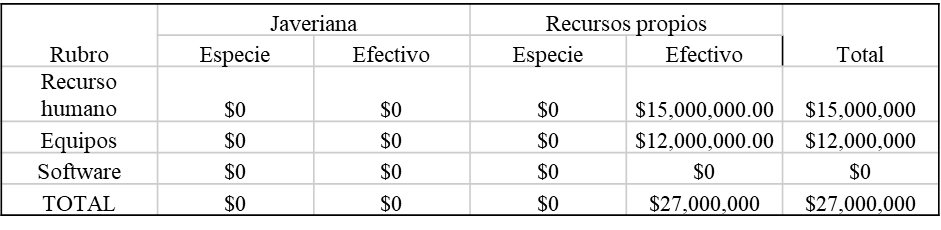 Javeriana Recursos propios
Rubro Especie Efectivo Especie Efectivo Total
Recurso
humano $0 $0 $0 $15,000,000.00 $15,000,000
Equipos $0 $0 $0 $12,000,000.00 $12,000,000
Software $0 $0 $0 $0 $0
TOTAL $0 $0 $0 $27,000,000 $27,000,000